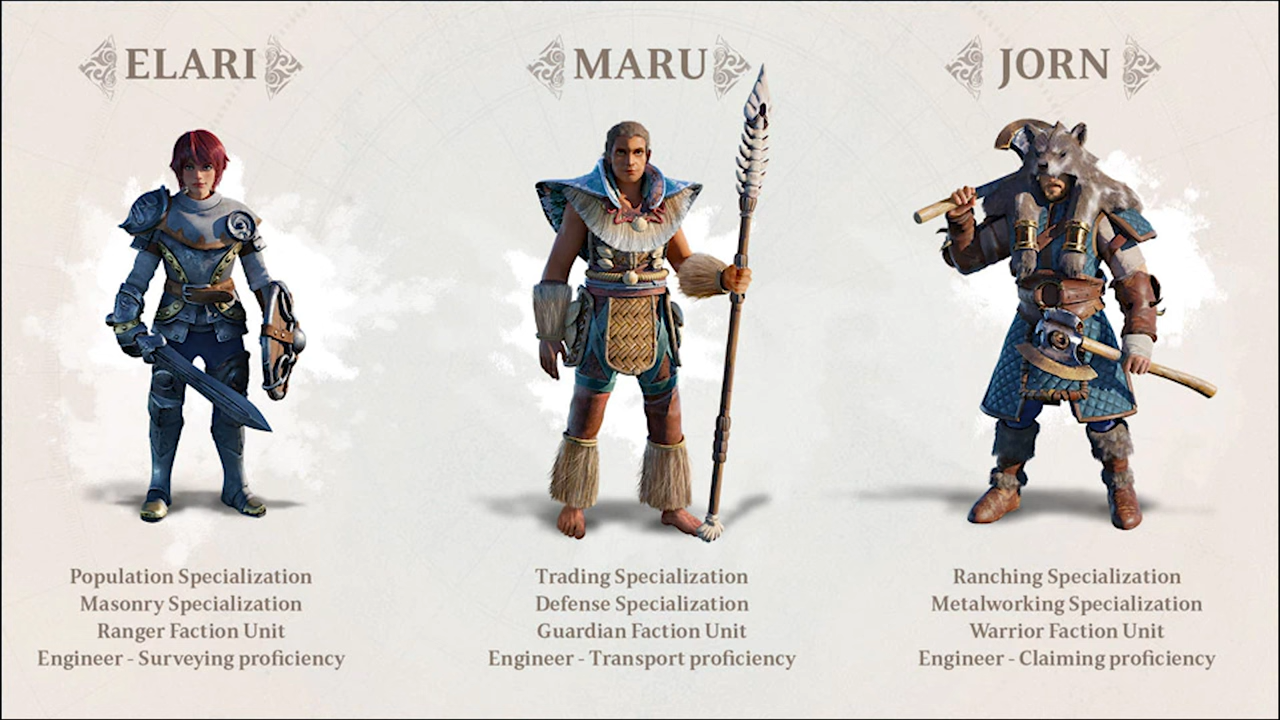 ELARI
Population Specialization
Masonry Specialization
Ranger Faction Unit
Engineer - Surveying proficiency
MARU
Trading Specialization
Defense Specialization
Guardian Faction Unit
Engineer - Transport proficiency
JORN
Ranching Specialization
Metalworking Specialization
Warrior Faction Unit
Engineer - Claiming proficiency